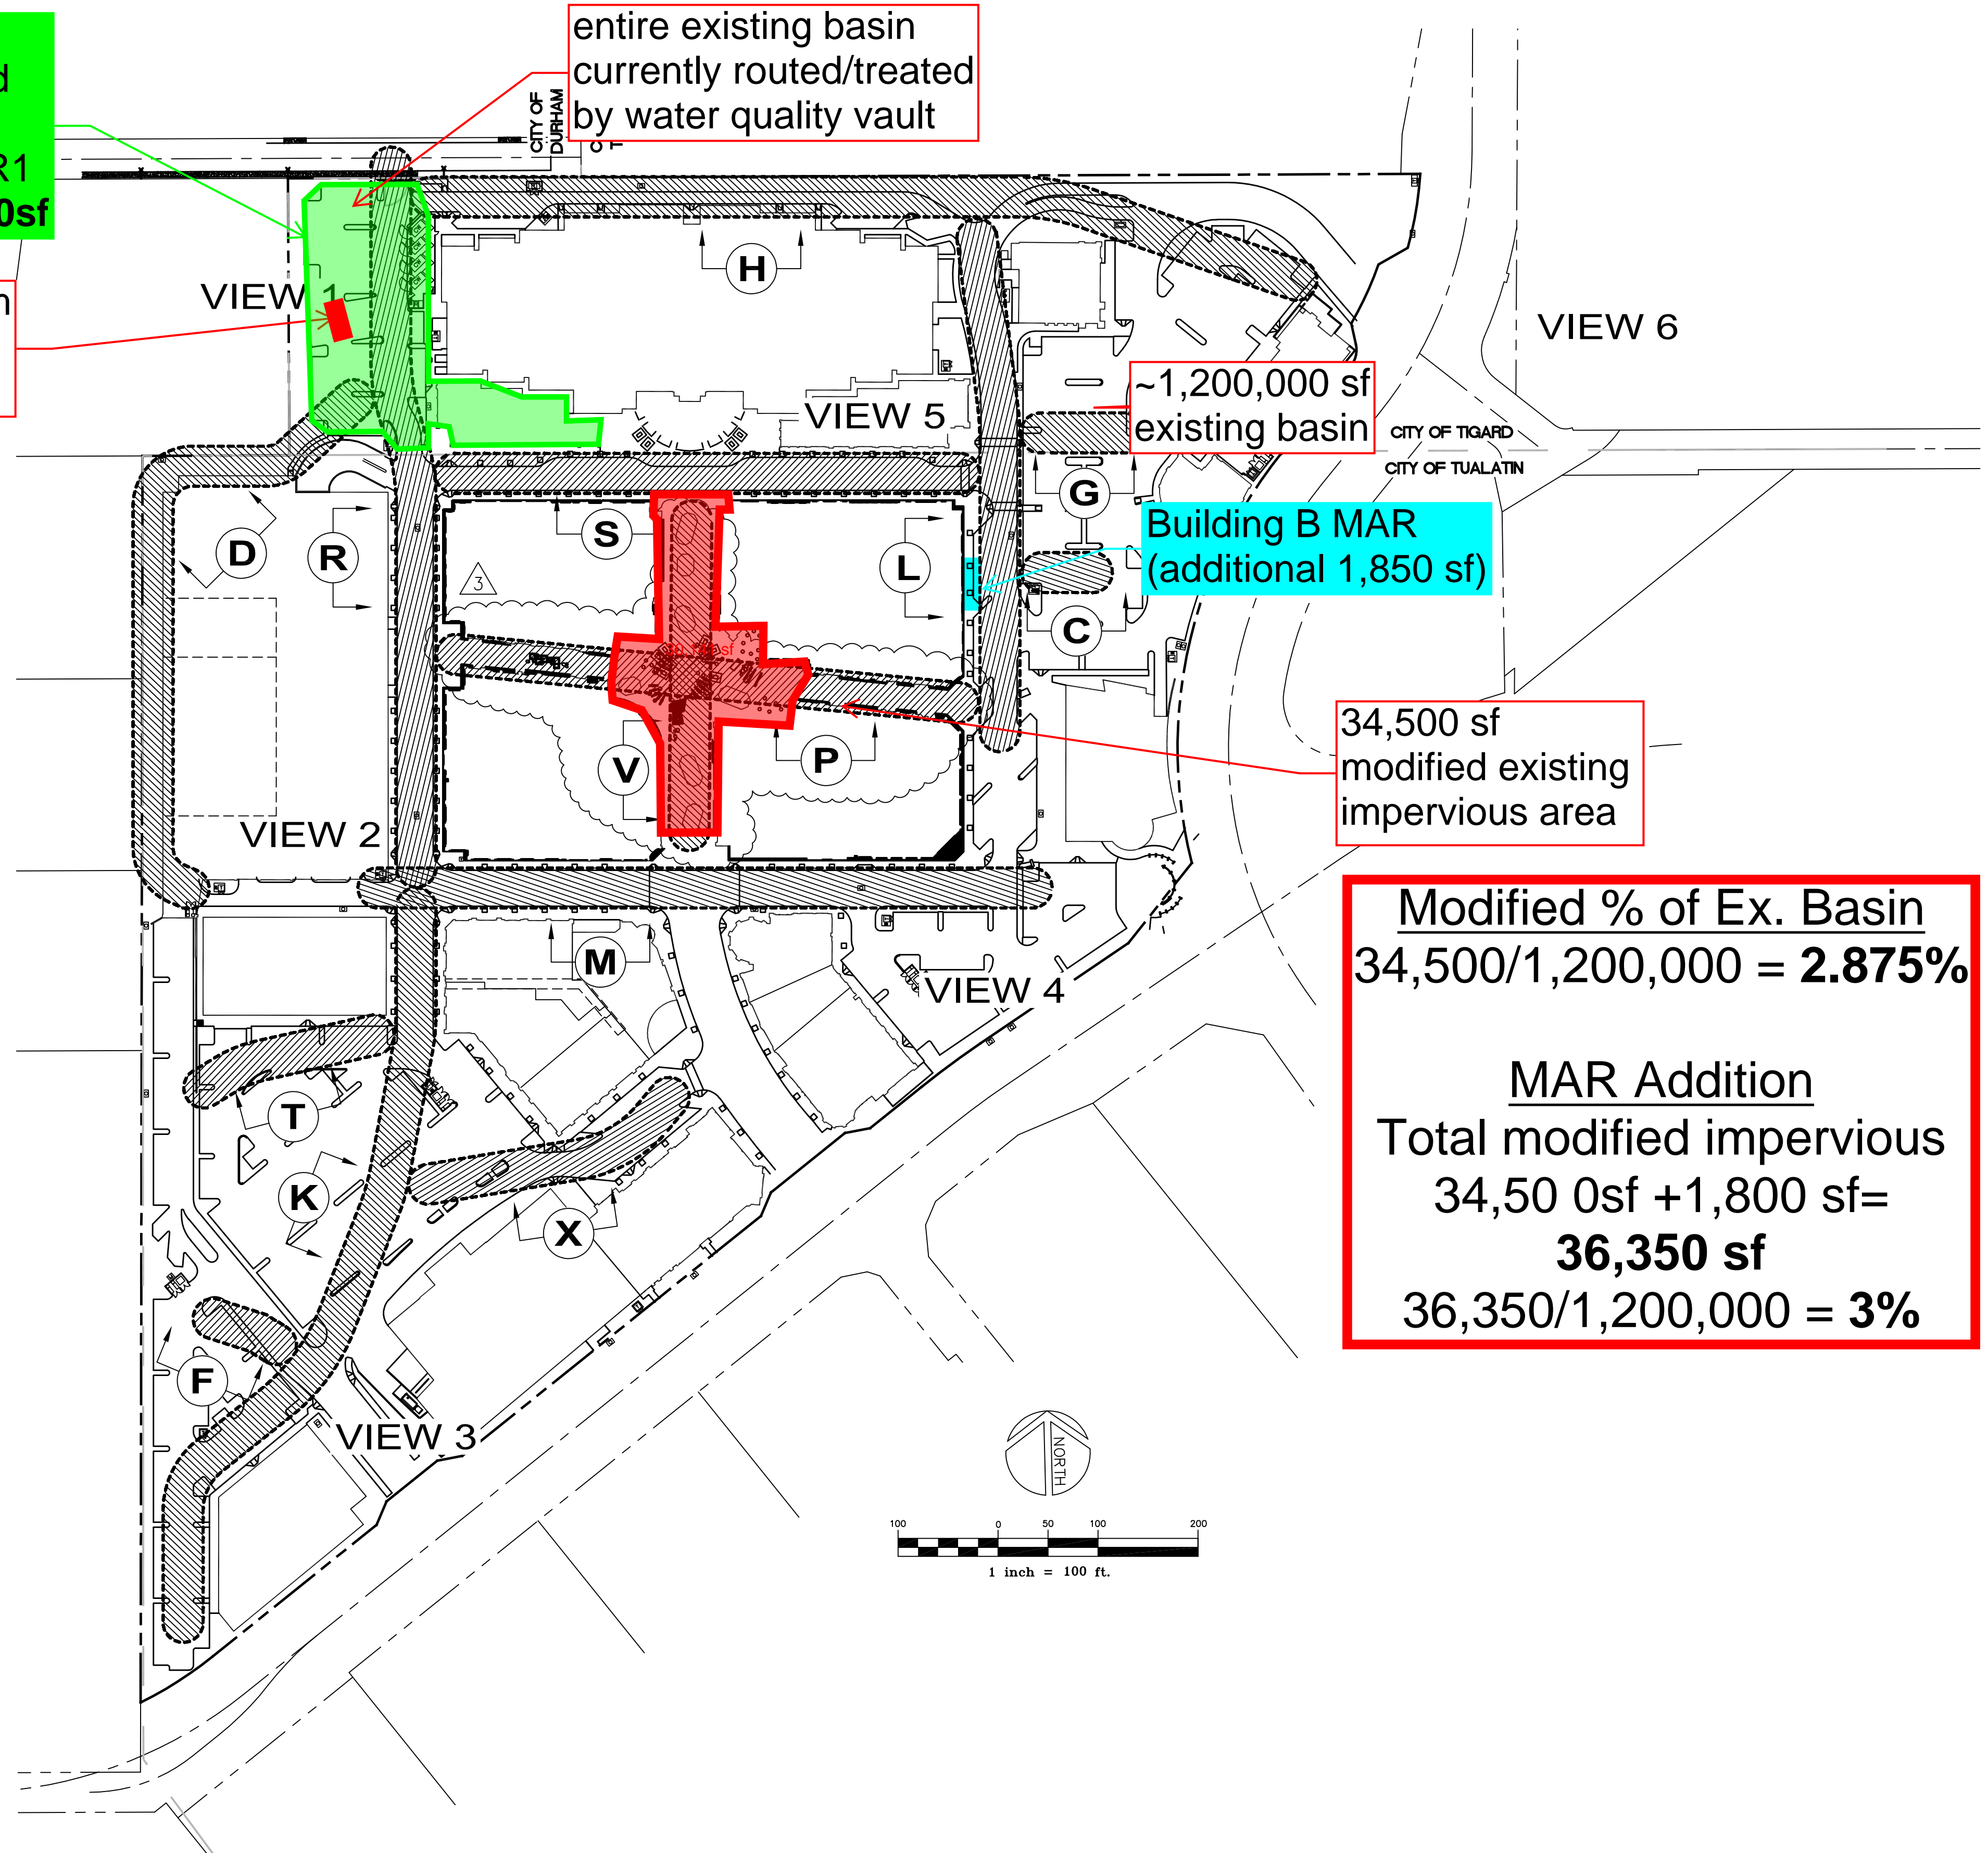 entire existing basin
currently routed/treated
by water quality vault
d
R1
0sf
n
CITY OF
DURHAM
VIEW 1
H
VIEW 6
VIEW 5
~1,200,000 sf
existing basin
CITY OF TIGARD
CITY OF TUALATIN
G
Building B MAR
(additional 1,850 sf)
S
D
R
L
3
C
sf
V
P
34,500 sf
modified existing
impervious area
VIEW 2
M
VIEW 4
Modified % of Ex. Basin
34,500/1,200,000 = 2.875%
MAR Addition
Total modified impervious
34,50 0sf +1,800 sf=
36,350 sf
36,350/1,200,000 = 3%
T
K
X
F
VIEW 3
NORTH
100 0 50 100 200
1 inch = 100 ft.